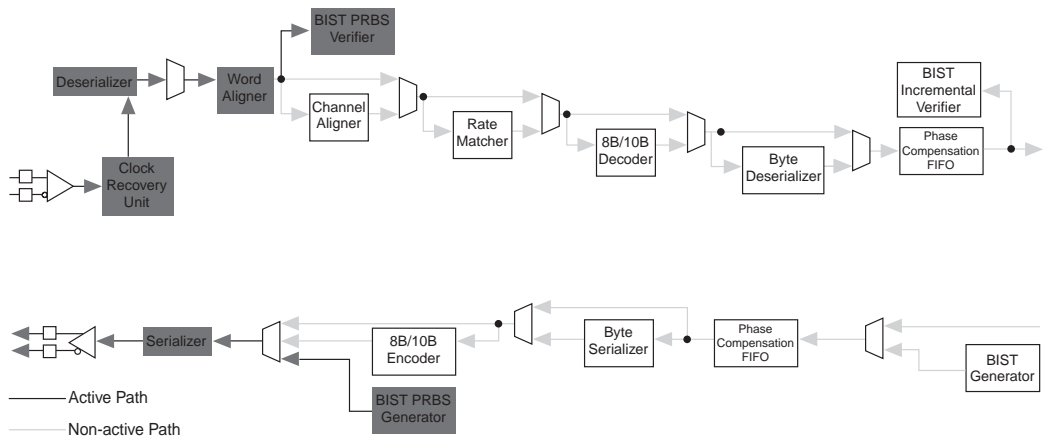 BIST PRBS
Verifier
Deserializer
Word
Aligner
Channel
Aligner
Rate
Matcher
8B/10B
Decoder
Byte
Deserializer
BIST
Incremental
Verifier
Phase
Compensation
FIFO
Clock
Recovery
Unit
Serializer
8B/10B
Encoder
BIST PRBS
Generator
Byte
Serializer
Phase
Compensation
FIFO
BIST
Generator
Active Path
Non-active Path